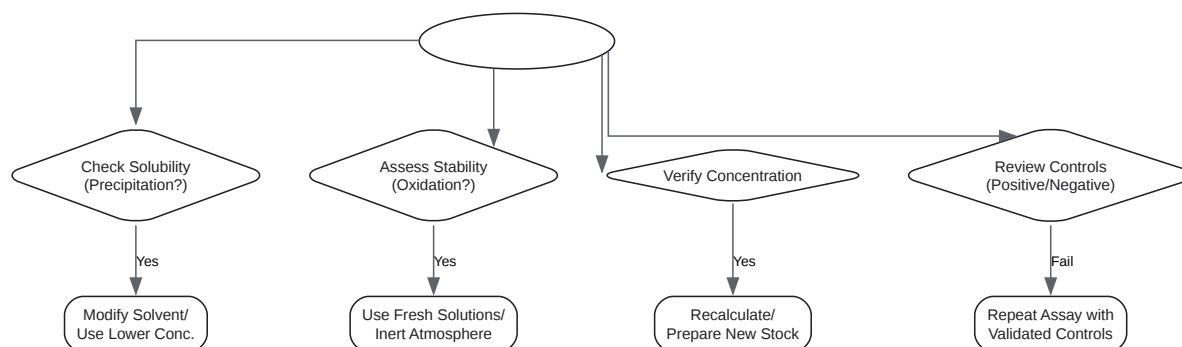 Check Solubility
(Precipitation?)
Assess Stability
(Oxidation?)
Verify Concentration
Review Controls
(Positive/Negative)
Yes
Yes
Yes
Fail
Modify Solvent/
Use Lower Conc.
Use Fresh Solutions/
Inert Atmosphere
Recalculate/
Prepare New Stock
Repeat Assay with
Validated Controls